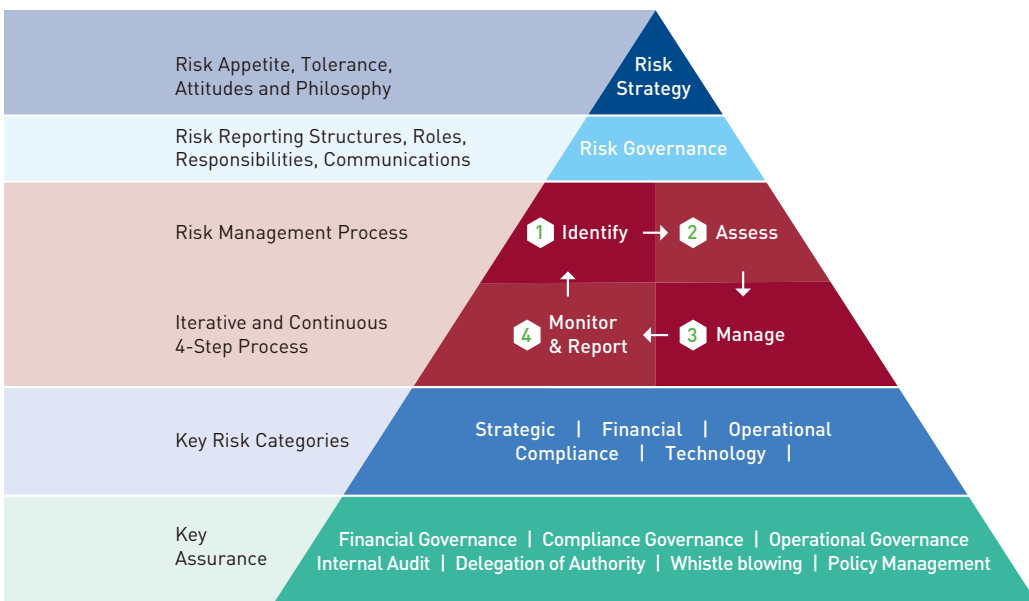 Risk Appetite, Tolerance,
Attitudes and Philosophy
Risk
Strategy
Risk Reporting Structures, Roles,
Responsibilities, Communications
Risk Governance
Risk Management Process
1 Identify → 2 Assess
Iterative and Continuous
4-Step Process
4 Monitor
& Report
← 3 Manage
Key Risk Categories
Strategic | Financial | Operational
Compliance | Technology |
Key
Assurance
Financial Governance | Compliance Governance | Operational Governance
Internal Audit | Delegation of Authority | Whistle blowing | Policy Management